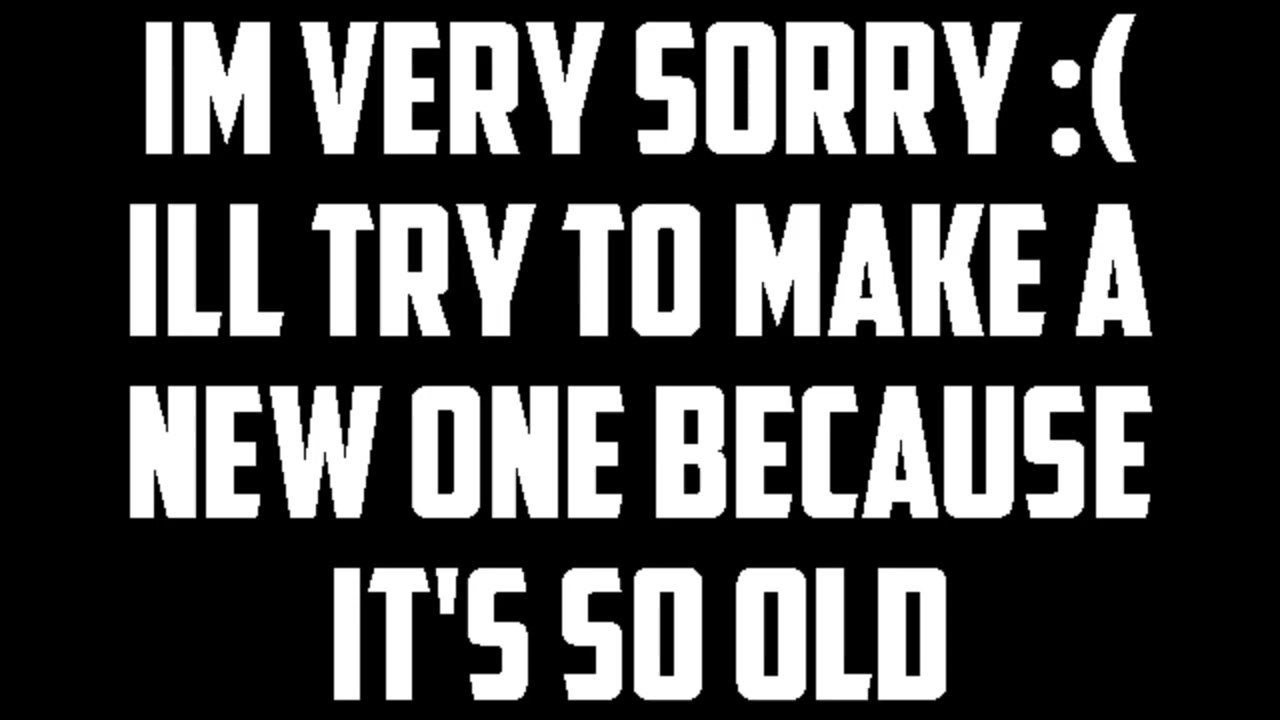 IM VERY SORRY :(
ILL TRY TO MAKE A
NEW ONE BECAUSE
IT'S SO OLD